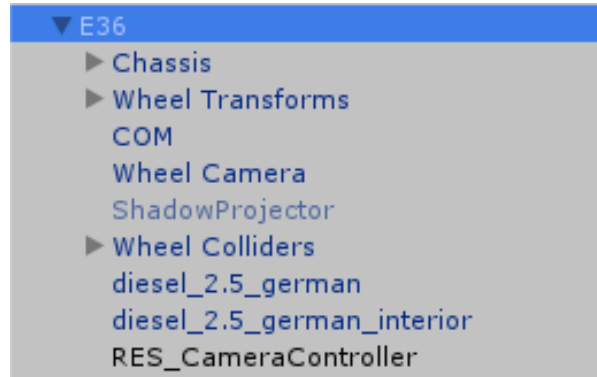 E36
Chassis
Wheel Transforms
COM
Wheel Camera
ShadowProjector
Wheel Colliders
diesel_2.5_german
diesel_2.5_german_interior
RES_CameraController